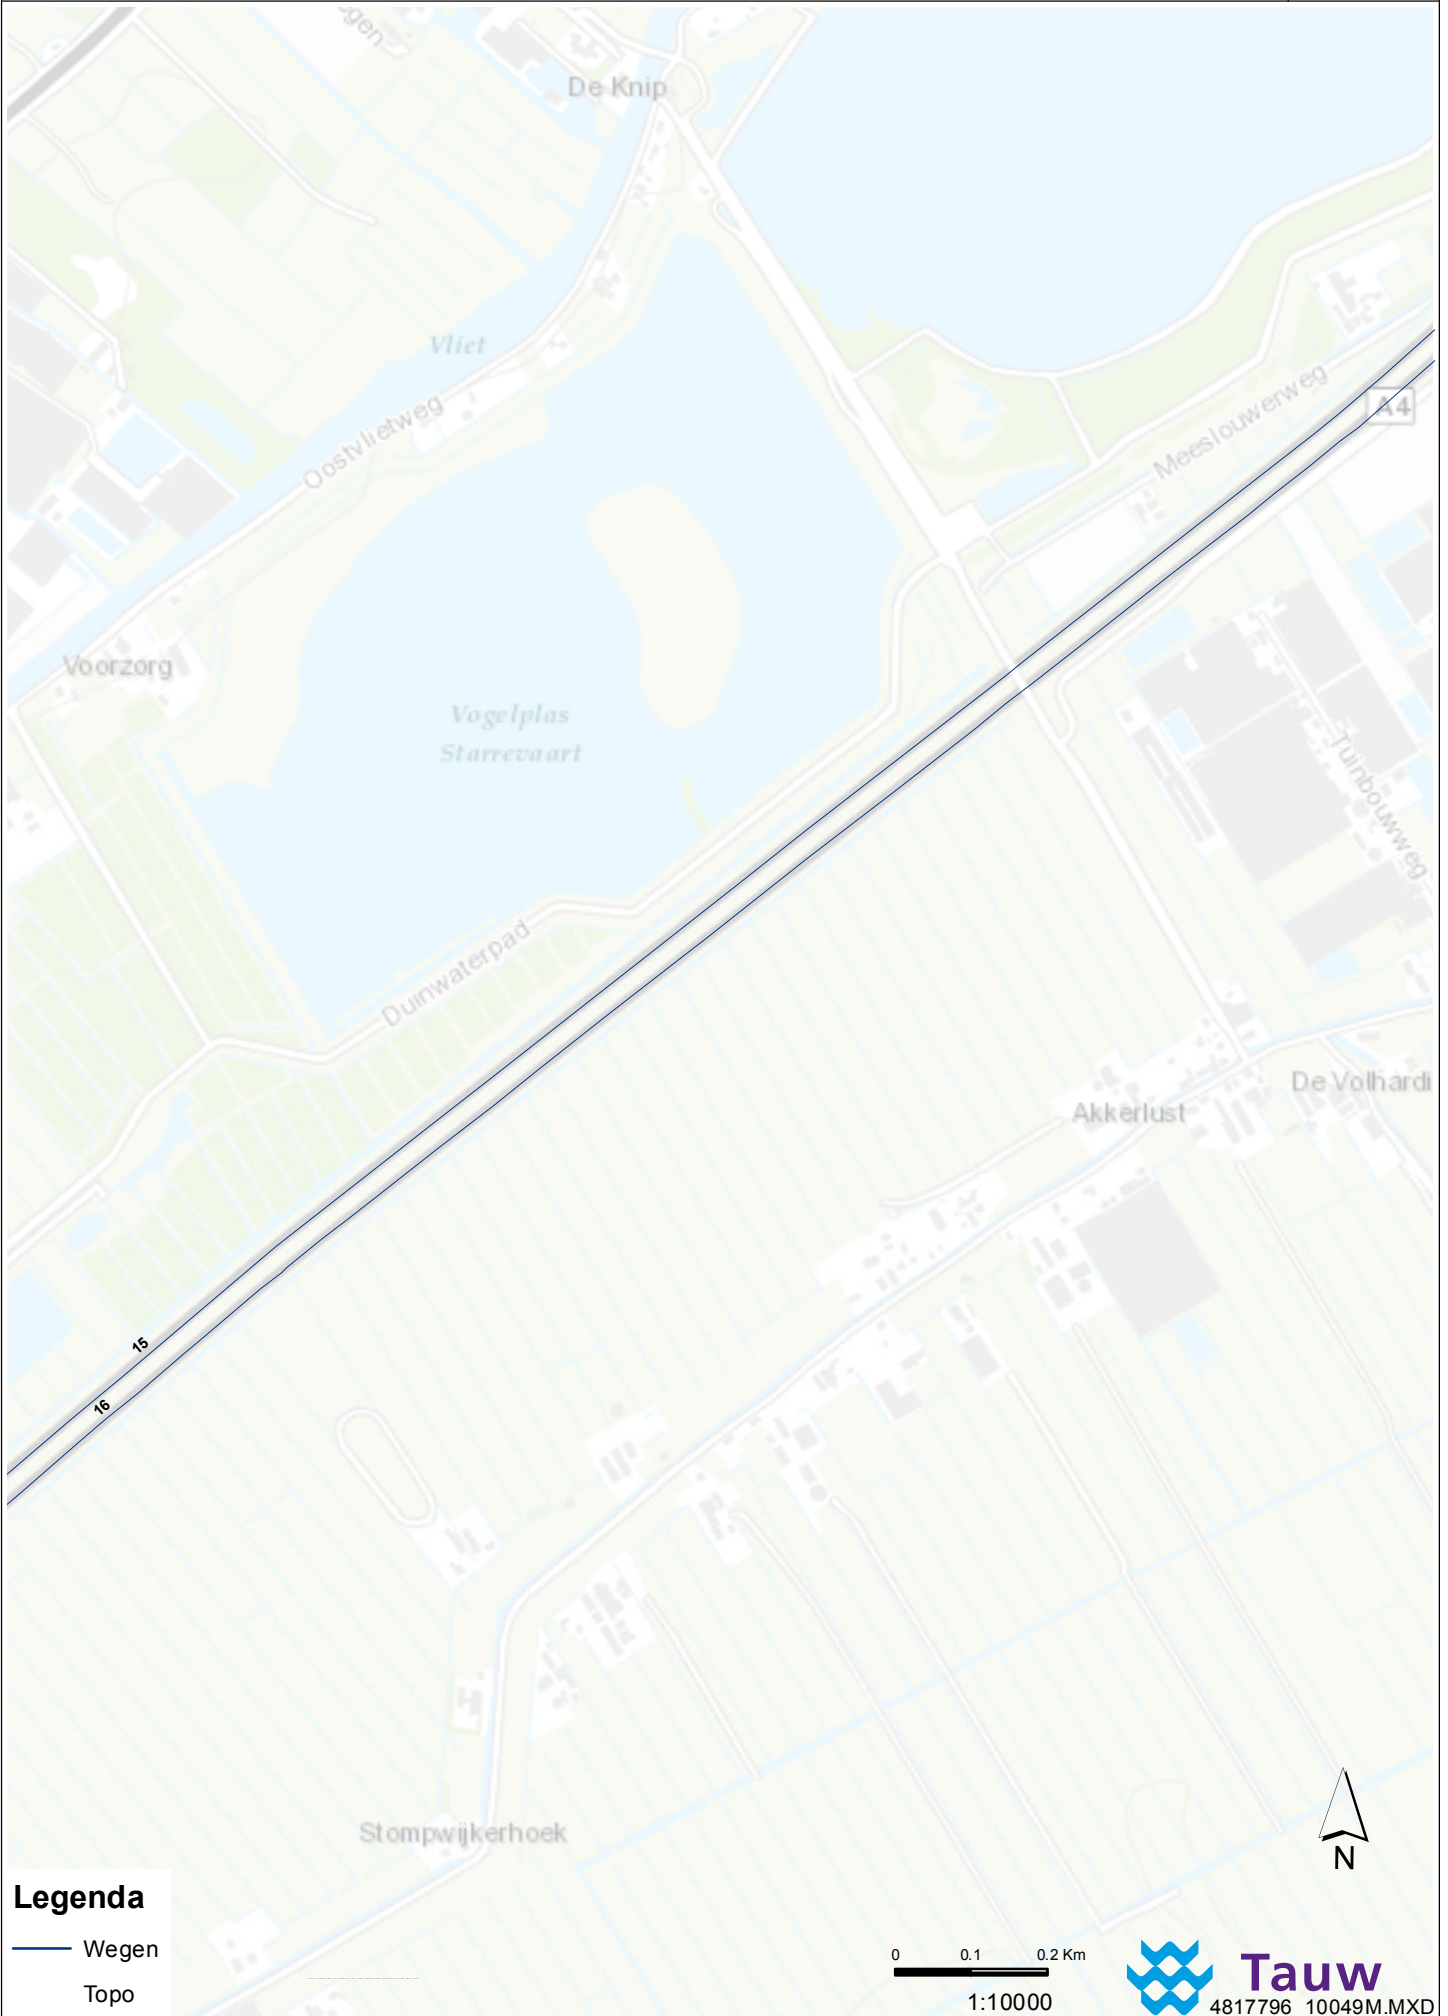 De Knip
Vliet
Oostvlietweg
Meeslouwerweg
A4
Voorzorg
Vogelplas
Starrevaart
Tuinbouwweg
Duinwaterpad
De Volhardi
Akkerlust
15
16
Stompwijkerhoek
N
Legenda
Wegen
Topo
0 0.1 0.2 Km
1:10000
Tauw
4817796_10049M.MXD